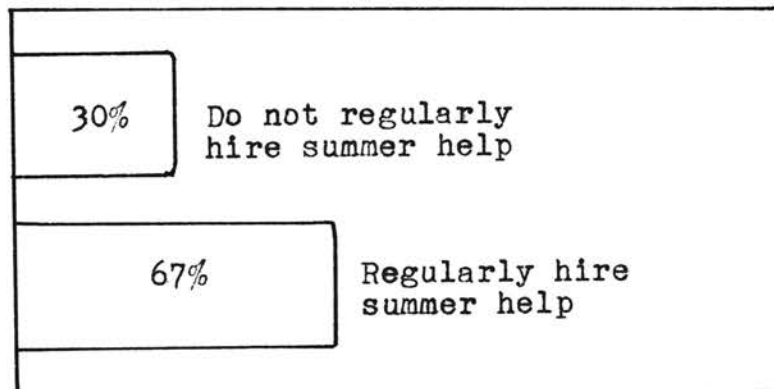 30%
Do not regularly
hire summer help
67%
Regularly hire
summer help